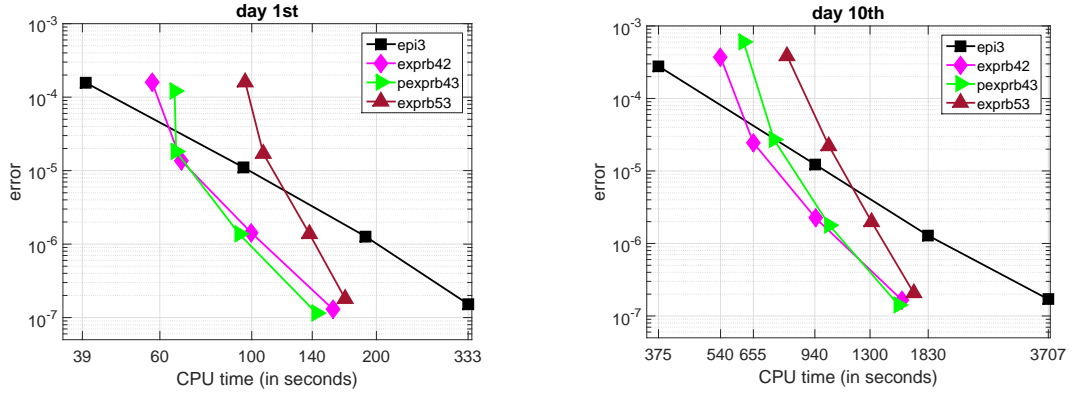 day 1st
10^-3
10^-4
10^-5
10^-6
10^-7
error
epi3
exprb42
pexprb43
exprb53
39 60 100 140 200 333
CPU time (in seconds)
day 10th
10^-3
10^-4
10^-5
10^-6
10^-7
error
epi3
exprb42
pexprb43
exprb53
375 540 655 940 1300 1830 3707
CPU time (in seconds)